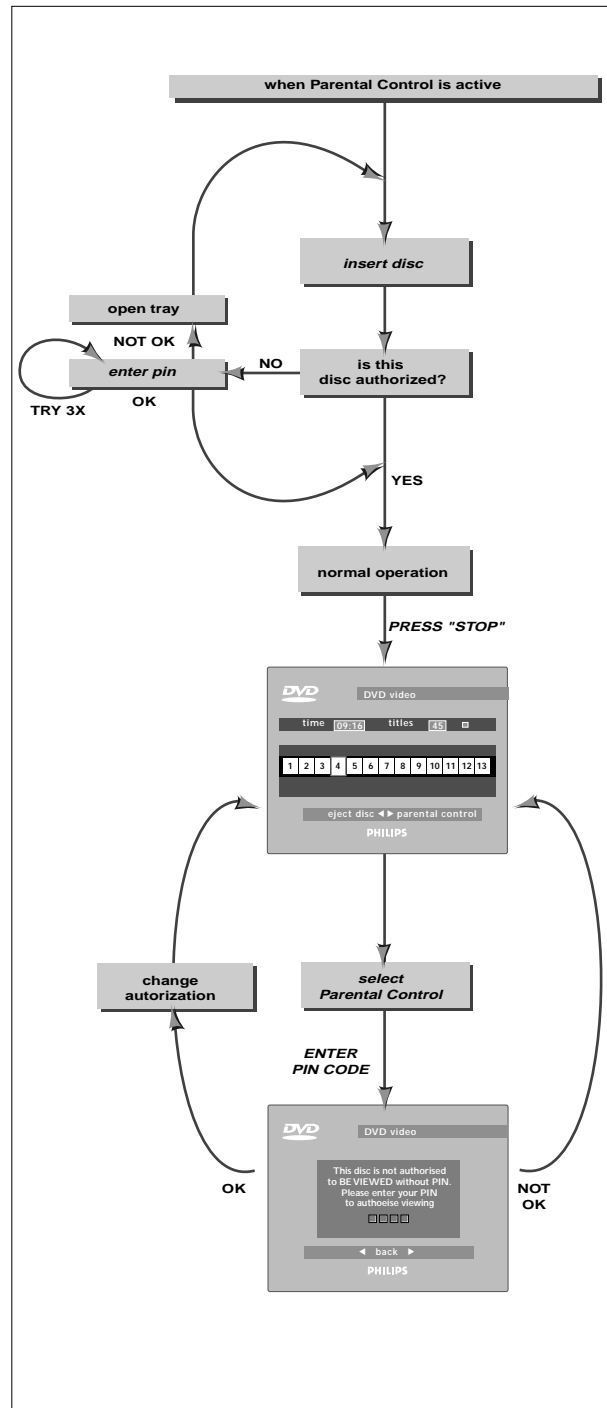 when Parental Control is active
insert disc
open tray
NOT OK
enter pin
NO
is this
disc authorized?
TRY 3X
OK
YES
normal operation
PRESS "STOP"
DVD
DVD video
time 09:16 titles 45
1 2 3 4 5 6 7 8 9 10 11 12 13
eject disc ◀ ▶ parental control
PHILIPS
change
autorization
select
Parental Control
ENTER
PIN CODE
DVD
DVD video
This disc is not authorised
to BE VIEWED without PIN.
Please enter your PIN
to authoeise viewing
OK
NOT
OK
◀ back ▶
PHILIPS